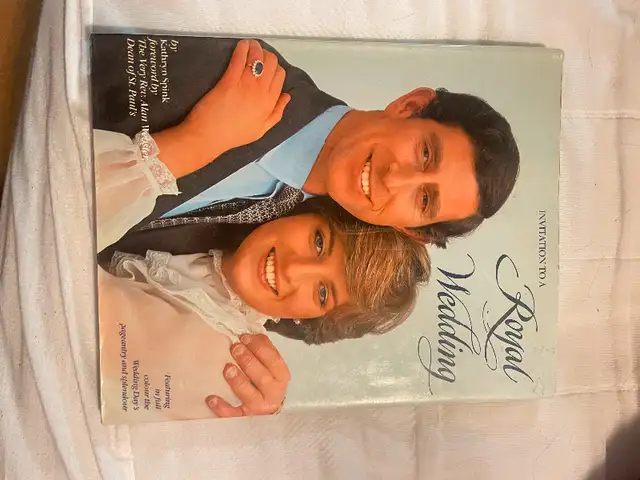 INVITATION TO A
Royal
Wedding
by
Kathryn Spink
foreword by
The Very Rev. Alan Webster
Dean of St. Paul's
Featuring
in full
colour the
Wedding Day's
pageantry and splendour